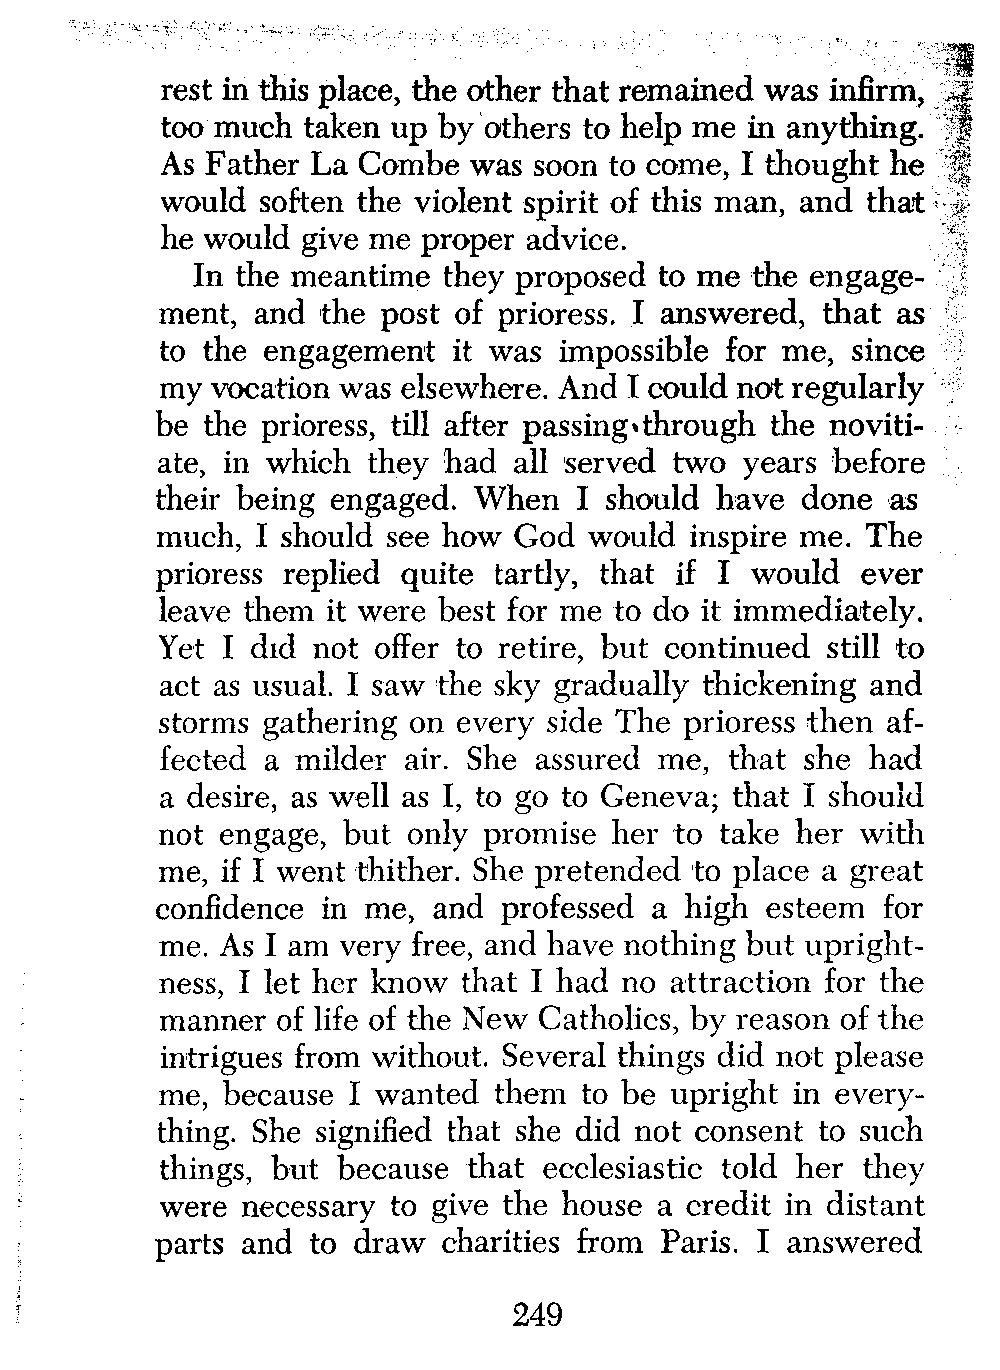 rest in this place, the other that remained was infirm,
too much taken up by others to help me in anything.
As Father La Combe was soon to come, I thought he
would soften the violent spirit of this man, and that
he would give me proper advice.
In the meantime they proposed to me the engage-
ment, and the post of prioress. I answered, that as
to the engagement it was impossible for me, since
my vocation was elsewhere. And I could not regularly
be the prioress, till after passing through the noviti-
ate, in which they had all served two years before
their being engaged. When I should have done as
much, I should see how God would inspire me. The
prioress replied quite tartly, that if I would ever
leave them it were best for me to do it immediately.
Yet I did not offer to retire, but continued still to
act as usual. I saw the sky gradually thickening and
storms gathering on every side The prioress then af-
fected a milder air. She assured me, that she had
a desire, as well as I, to go to Geneva; that I should
not engage, but only promise her to take her with
me, if I went thither. She pretended to place a great
confidence in me, and professed a high esteem for
me. As I am very free, and have nothing but upright-
ness, I let her know that I had no attraction for the
manner of life of the New Catholics, by reason of the
intrigues from without. Several things did not please
me, because I wanted them to be upright in every-
thing. She signified that she did not consent to such
things, but because that ecclesiastic told her they
were necessary to give the house a credit in distant
parts and to draw charities from Paris. I answered
249